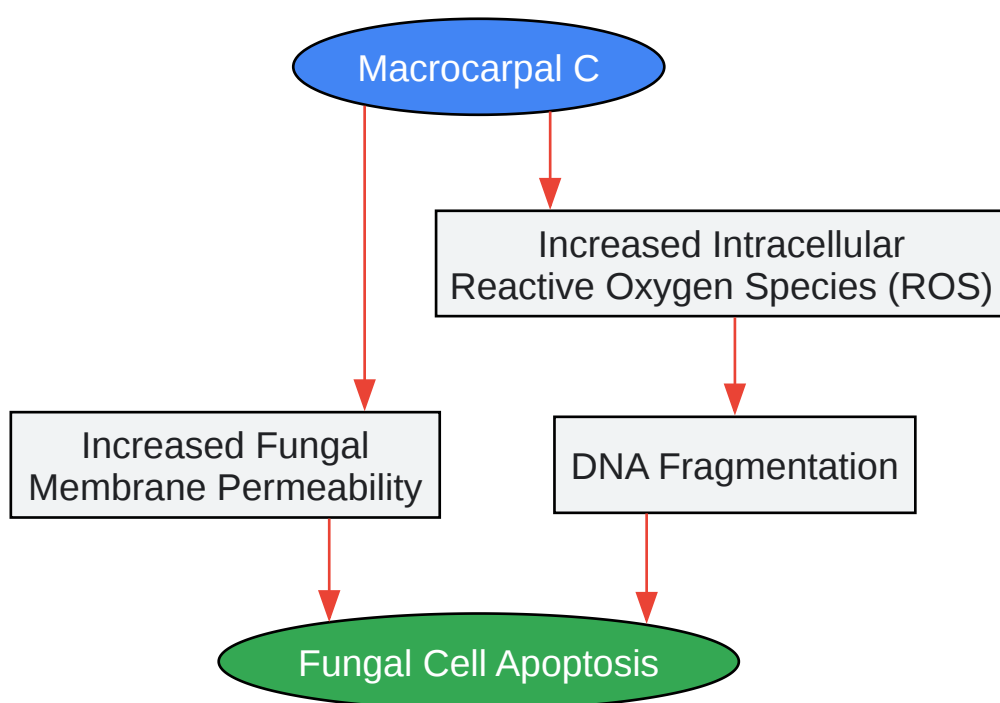 Macrocarpal C
Increased Intracellular
Reactive Oxygen Species (ROS)
Increased Fungal
Membrane Permeability
DNA Fragmentation
Fungal Cell Apoptosis